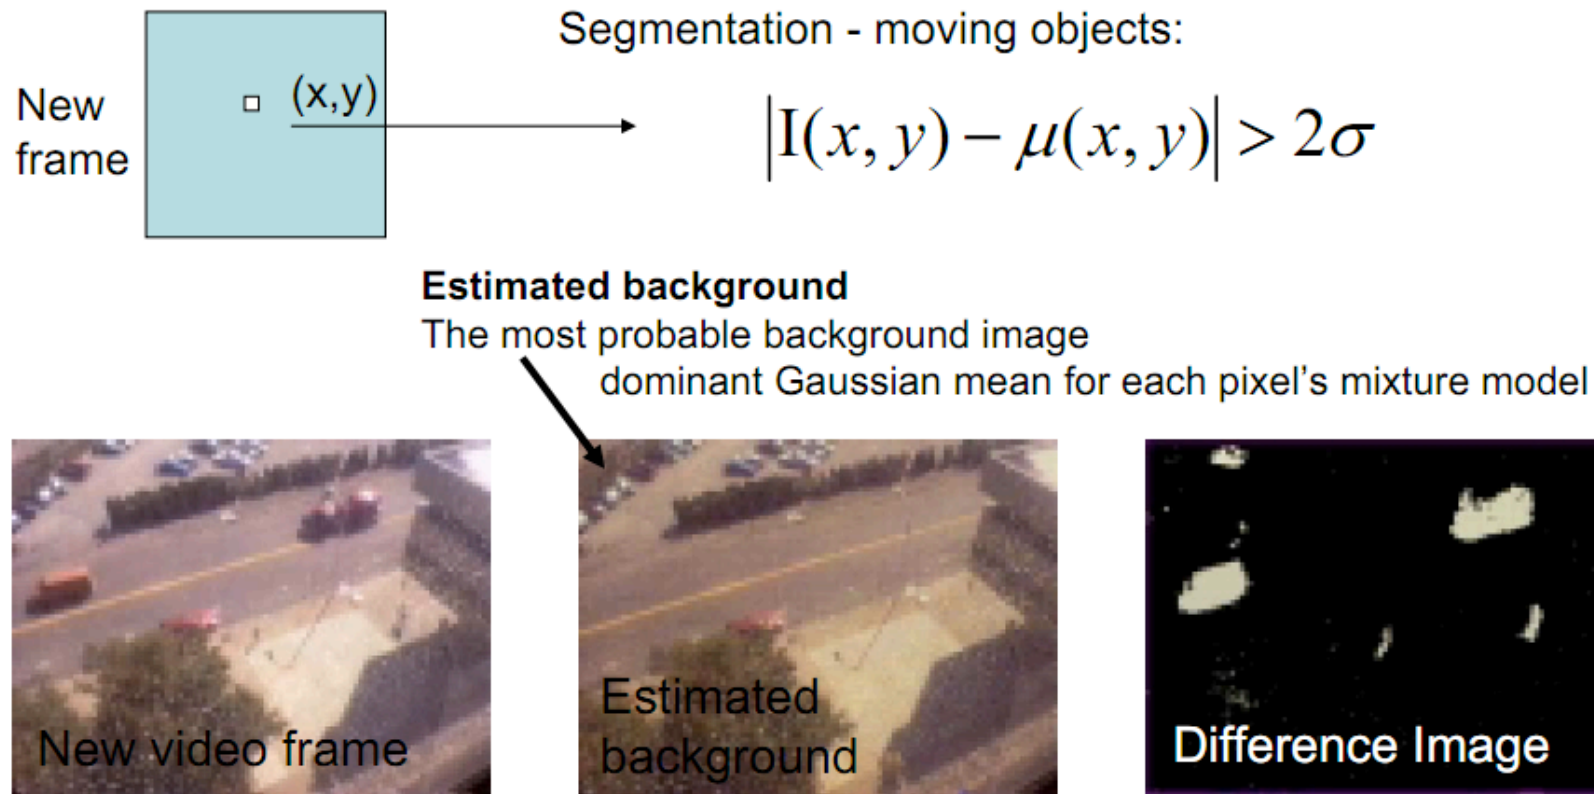 Segmentation - moving objects:
New
frame
(x,y)
|I(x, y) − μ(x, y)| > 2σ
Estimated background
The most probable background image
dominant Gaussian mean for each pixel's mixture model
New video frame
Estimated
background
Difference Image